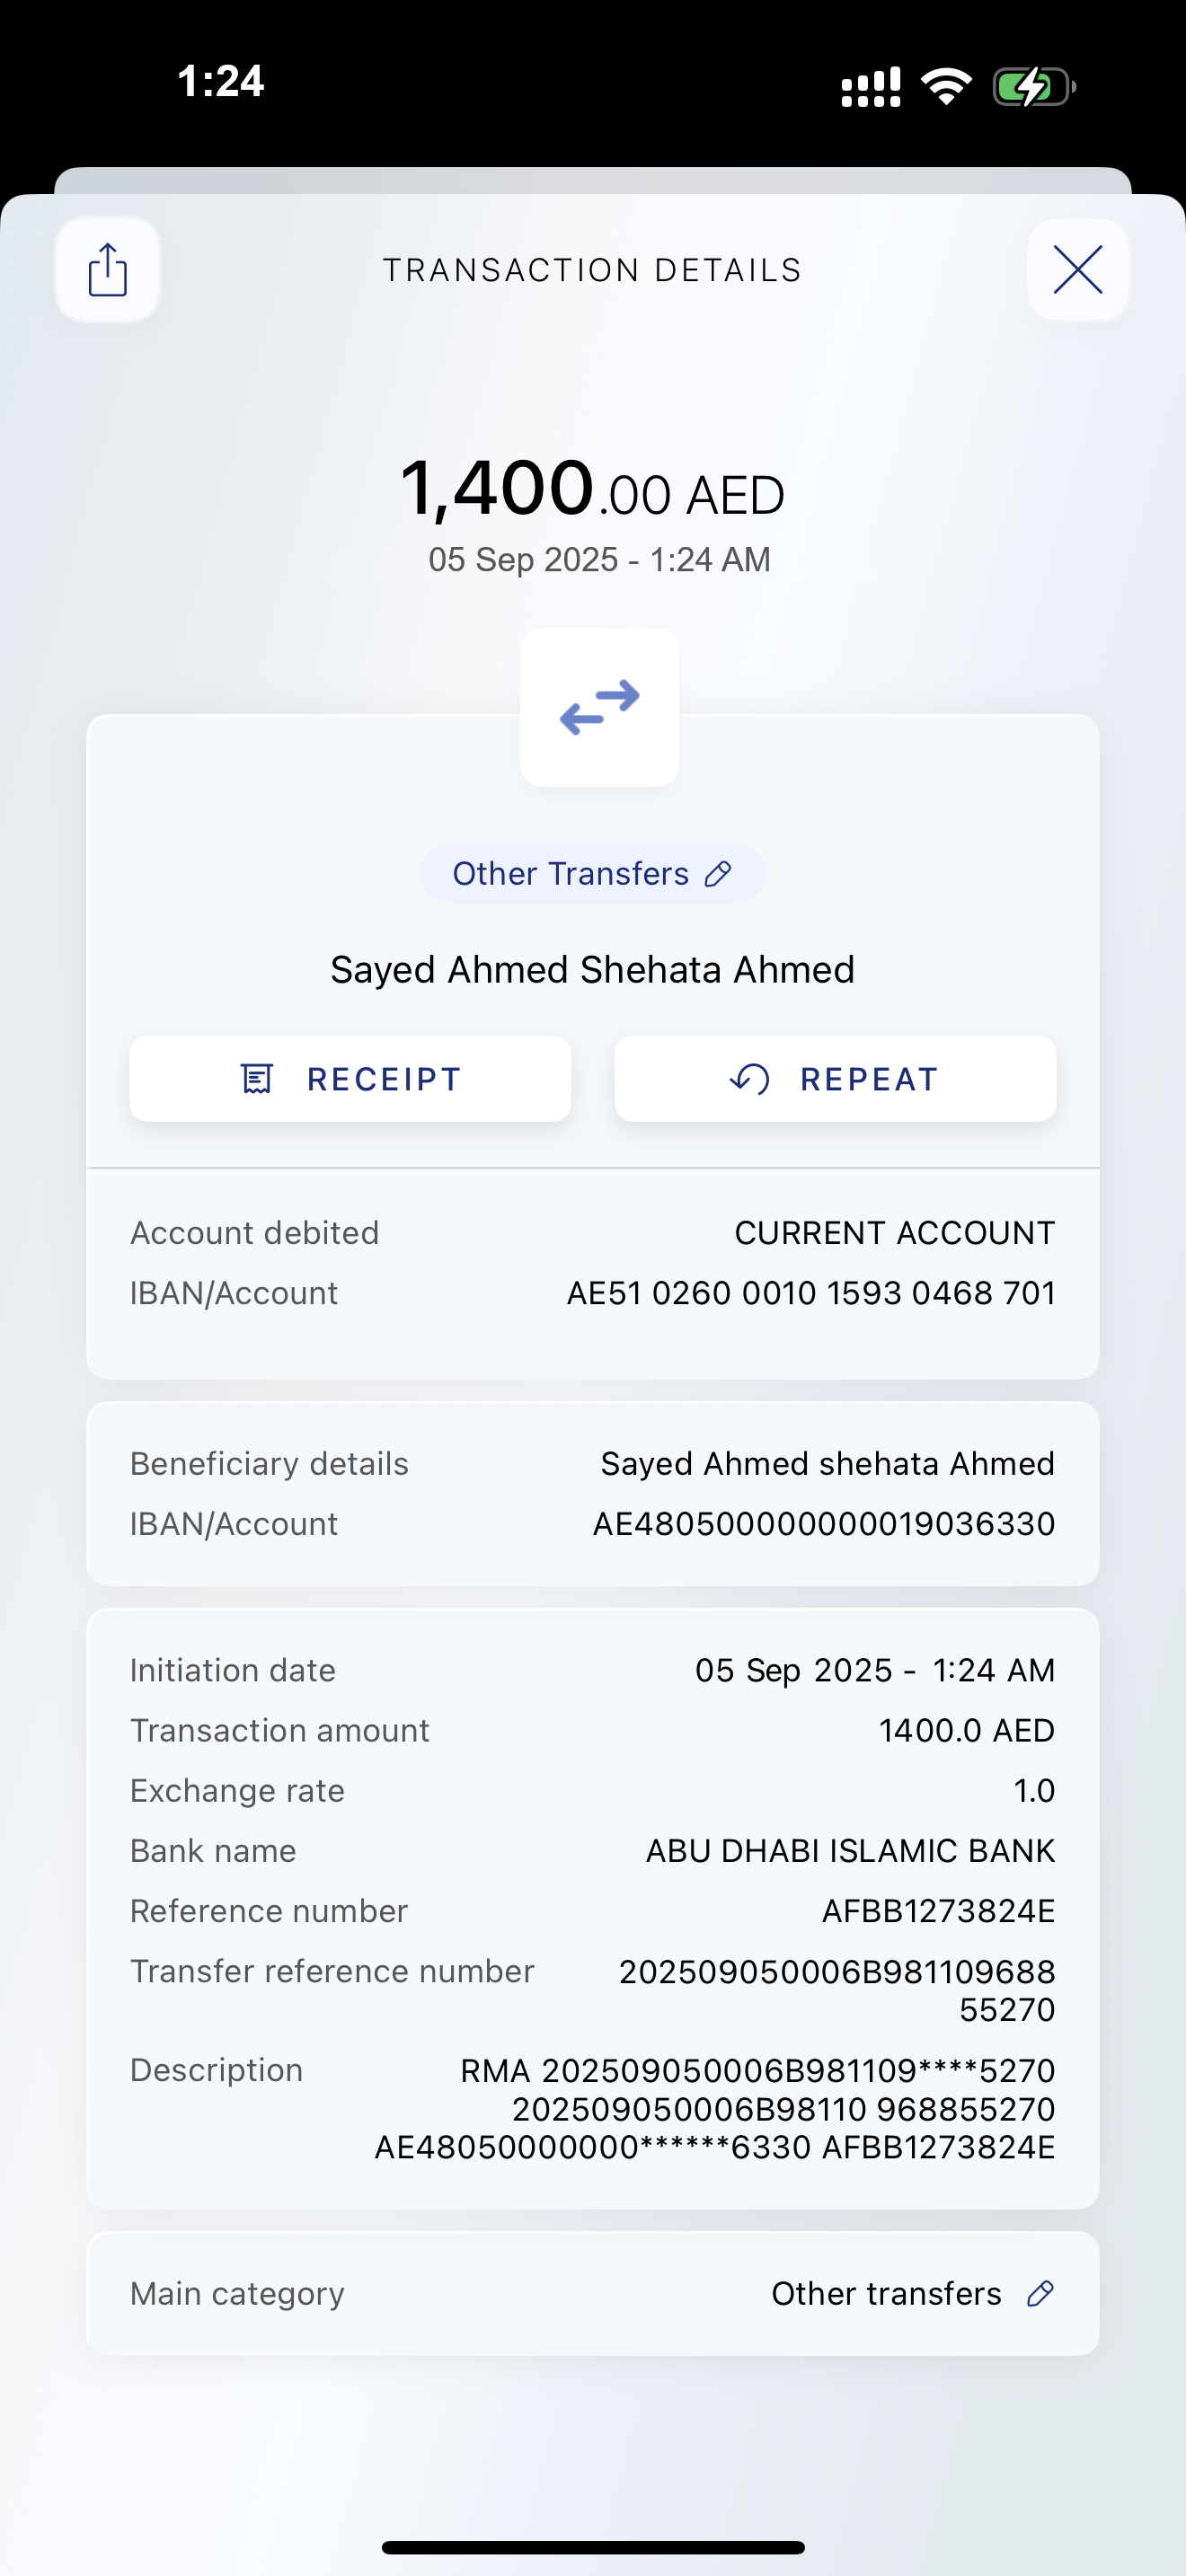 1:24
TRANSACTION DETAILS
1,400.00 AED
05 Sep 2025 - 1:24 AM
Other Transfers
Sayed Ahmed Shehata Ahmed
RECEIPT REPEAT
Account debited CURRENT ACCOUNT
IBAN/Account AE51 0260 0010 1593 0468 701
Beneficiary details Sayed Ahmed shehata Ahmed
IBAN/Account AE480500000000019036330
Initiation date 05 Sep 2025 - 1:24 AM
Transaction amount 1400.0 AED
Exchange rate 1.0
Bank name ABU DHABI ISLAMIC BANK
Reference number AFBB1273824E
Transfer reference number 202509050006B981109688
55270
Description RMA 202509050006B981109****5270
202509050006B98110 968855270
AE48050000000******6330 AFBB1273824E
Main category Other transfers